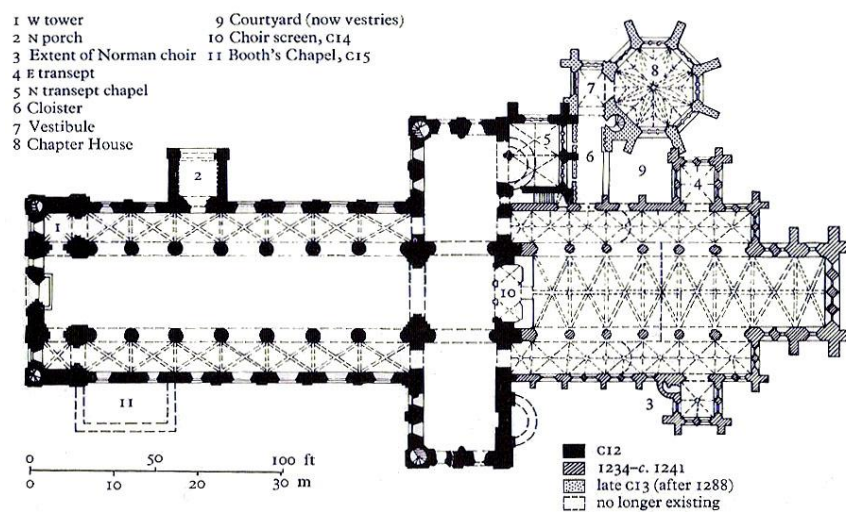 1 W tower
2 N porch
3 Extent of Norman choir
4 E transept
5 N transept chapel
6 Cloister
7 Vestibule
8 Chapter House
9 Courtyard (now vestries)
10 Choir screen, C14
11 Booth's Chapel, C15
8
7
5
6
9
4
2
1
10
11
3
0 50 100 ft
0 10 20 30 m
C12
1234–c. 1241
late C13 (after 1288)
no longer existing